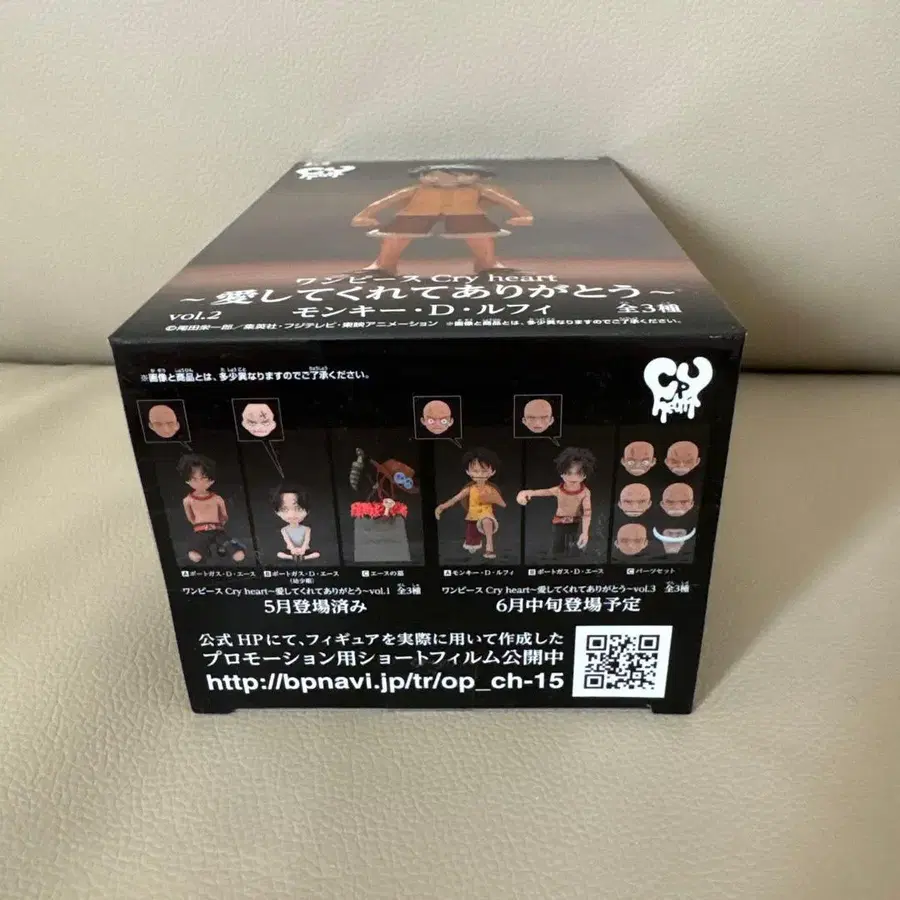 CRY HEART
ワンピース Cry heart
～愛してくれてありがとう～
vol.2 モンキー・D・ルフィ 全3種
©尾田栄一郎／集英社・フジテレビ・東映アニメーション ※画像と商品とは、多少異なりますのでご了承ください。
※画像と商品とは、多少異なりますのでご了承ください。
CRY HEART
A ポートガス・D・エース B ポートガス・D・エース (幼少期) C エースの墓
A モンキー・D・ルフィ B ポートガス・D・エース C パーツセット
ワンピース Cry heart～愛してくれてありがとう～vol.1 全3種
ワンピース Cry heart～愛してくれてありがとう～vol.3 全3種
5月登場済み
6月中旬登場予定
公式HPにて、フィギュアを実際に用いて作成した
プロモーション用ショートフィルム公開中
http://bpnavi.jp/tr/op_ch-15